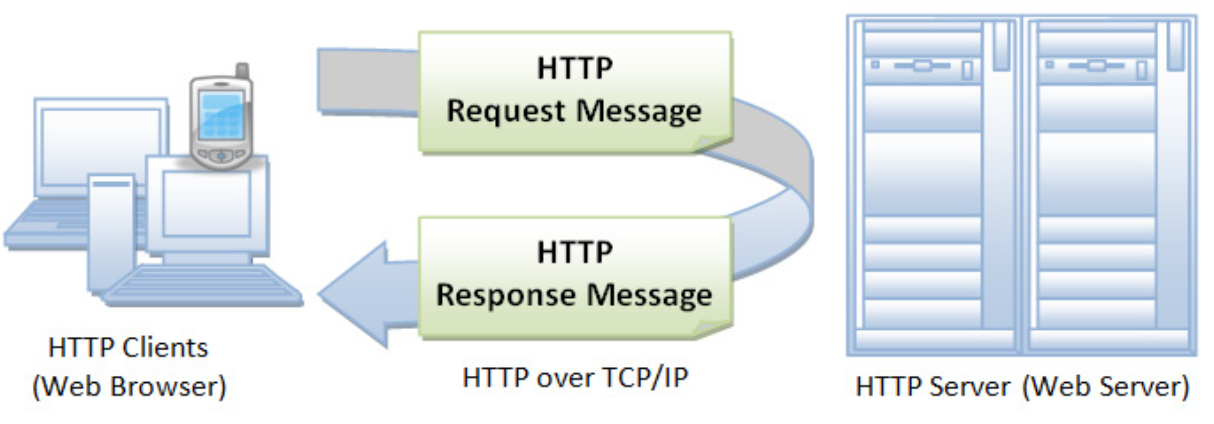 HTTP
Request Message
HTTP
Response Message
HTTP Clients
(Web Browser)
HTTP over TCP/IP
HTTP Server (Web Server)